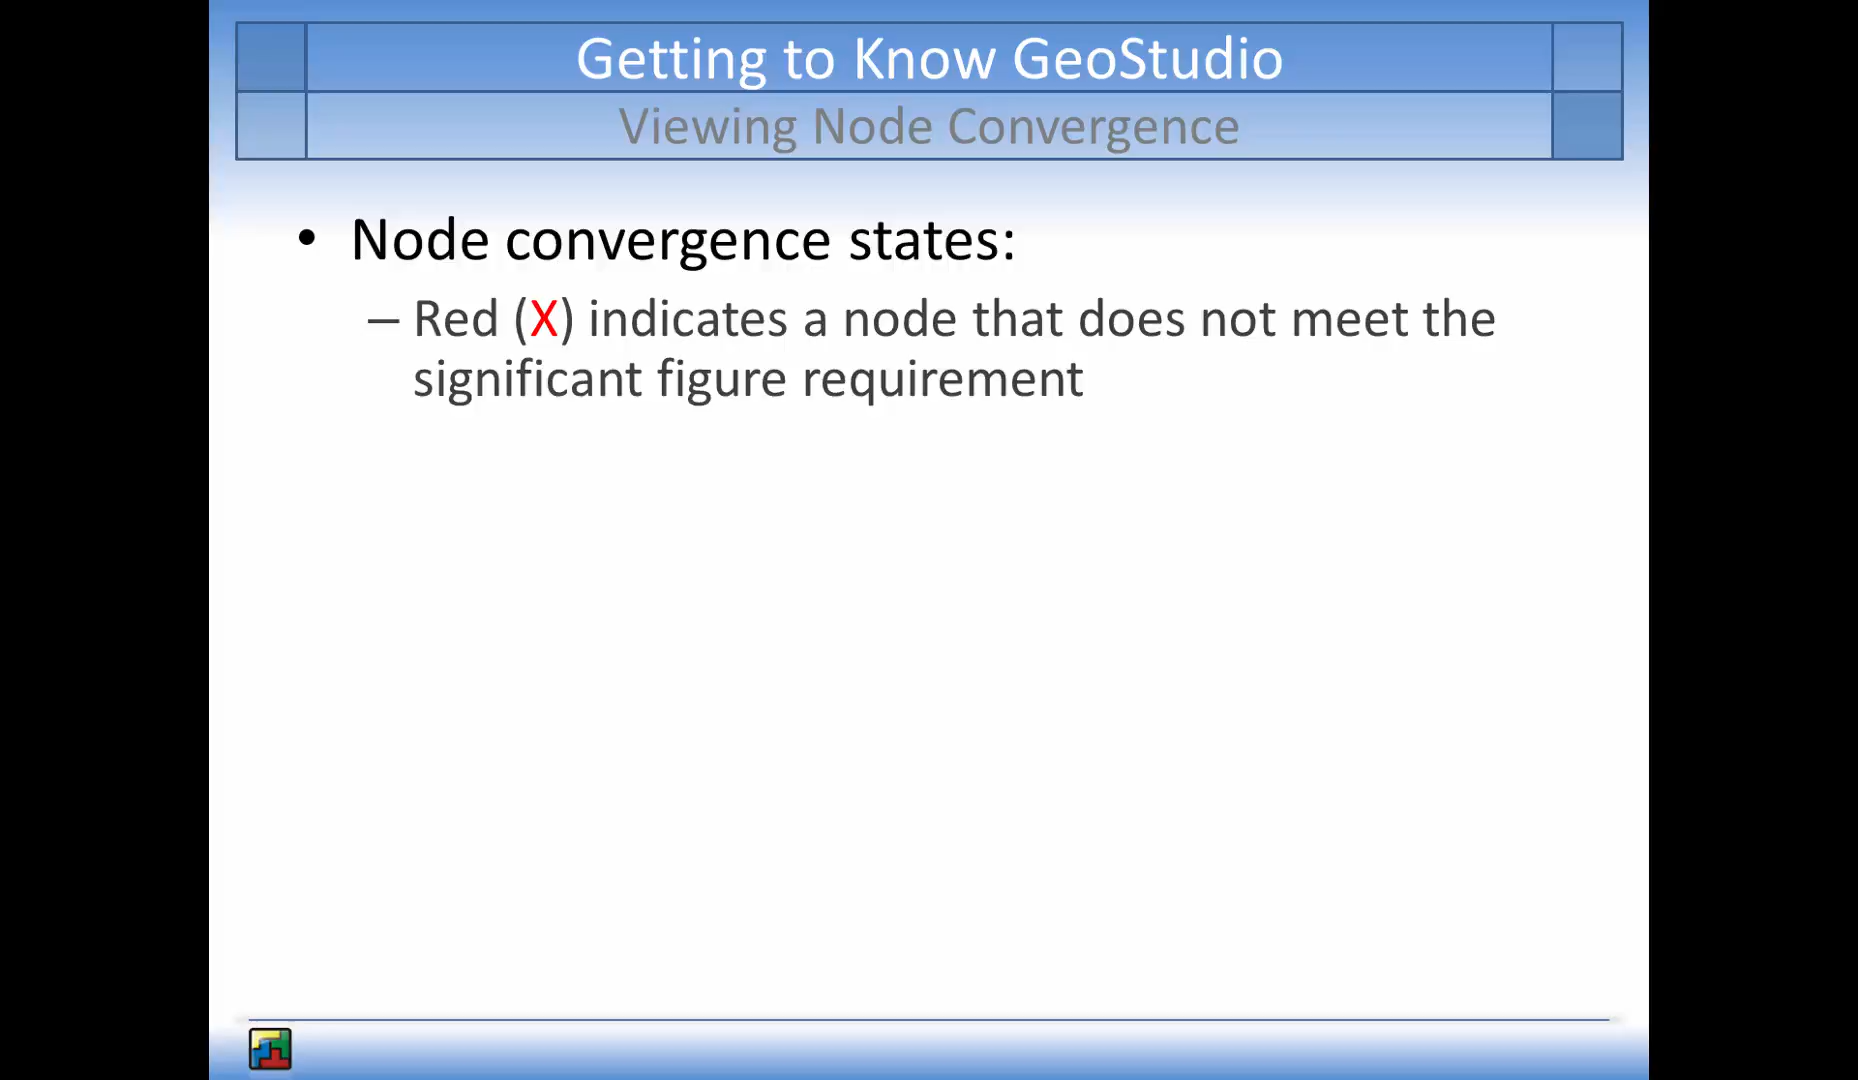 Getting to Know GeoStudio
Viewing Node Convergence
• Node convergence states:
– Red (X) indicates a node that does not meet the
significant figure requirement